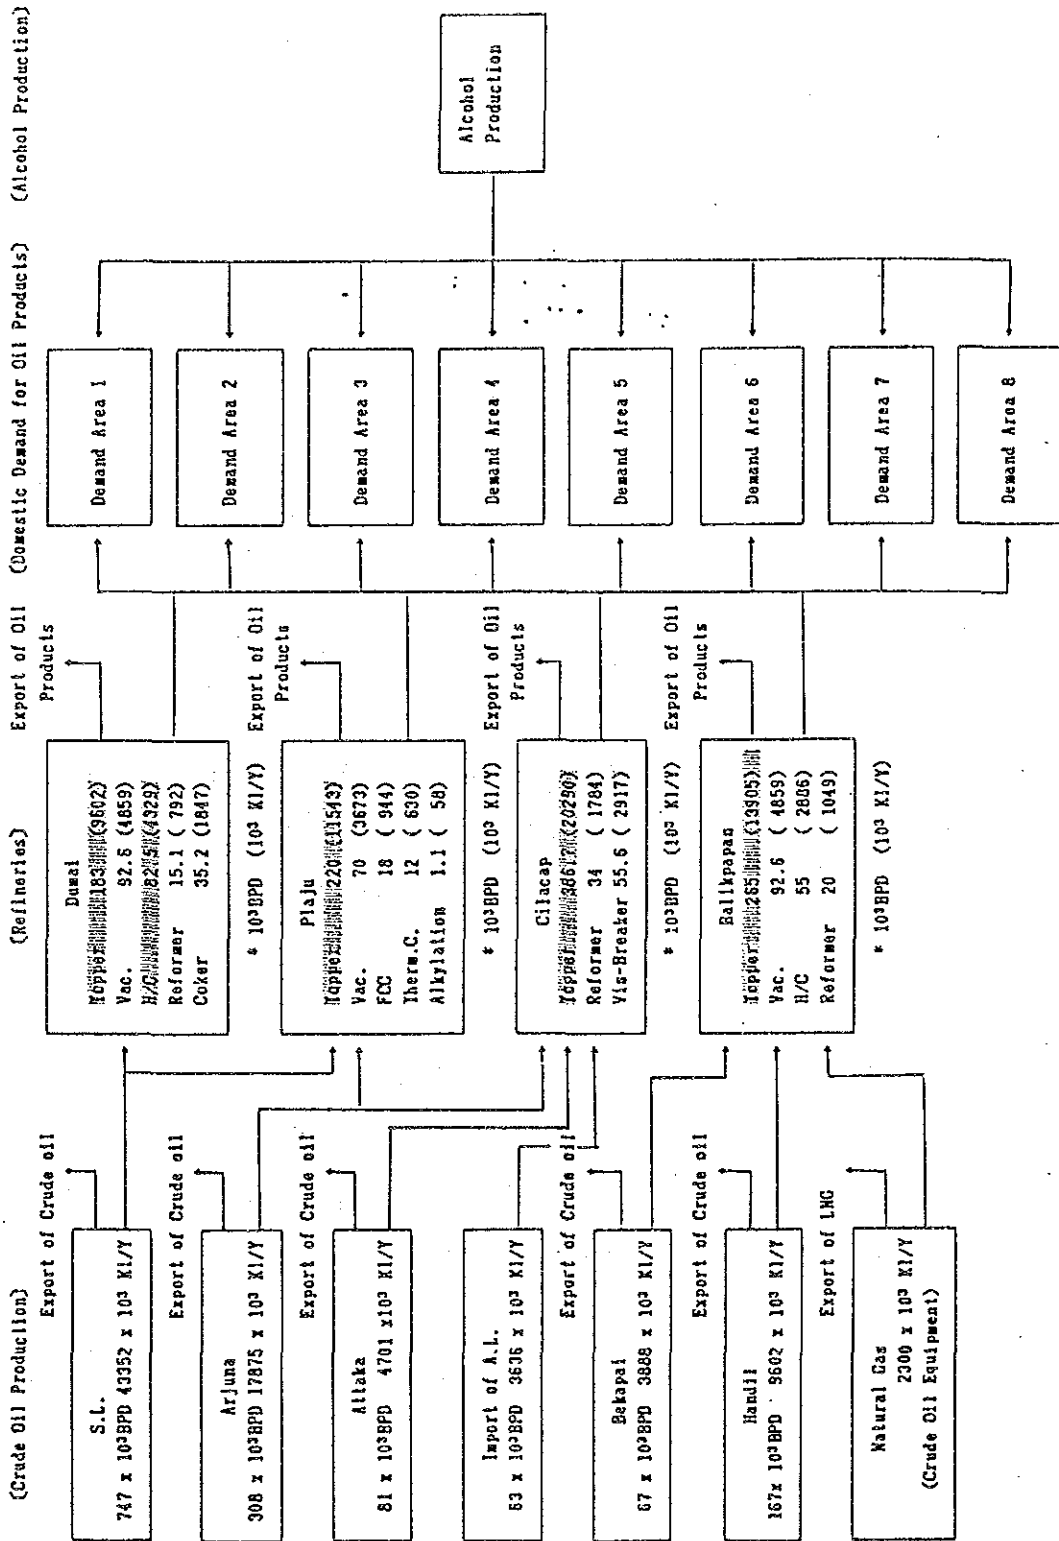 (Crude Oil Production)
(Refineries)
(Domestic Demand for Oil Products)
(Alcohol Production)
Export of Crude oil
S.L.
747 x 10³BPD 43352 x 10³ Kl/Y
Export of Crude oil
Arjuna
308 x 10³BPD 17875 x 10³ Kl/Y
Export of Crude oil
Attaka
81 x 10³BPD 4701 x10³ Kl/Y
Import of A.L.
63 x 10³BPD 3636 x 10³ Kl/Y
Export of Crude oil
Bekapai
67 x 10³BPD 3888 x 10³ Kl/Y
Export of Crude oil
Handil
167x 10³BPD 9602 x 10³ Kl/Y
Export of LNG
Natural Gas
2300 x 10³ Kl/Y
(Crude Oil Equipment)
Export of Oil
Products
Dumai
Topper 183 (9602)
Vac. 92.6 (4859)
H/C 82.5 (4329)
Reformer 15.1 ( 792)
Coker 35.2 (1847)
* 10³BPD (10³ Kl/Y)
Export of Oil
Products
Plaju
Topper 220 (11543)
Vac. 70 (3673)
FCC 18 ( 944)
Therm.C. 12 ( 630)
Alkylation 1.1 ( 58)
* 10³BPD (10³ Kl/Y)
Export of Oil
Products
Cilacap
Topper 386.7 (20290)
Reformer 34 ( 1784)
Vis-Breaker 55.6 ( 2917)
* 10³BPD (10³ Kl/Y)
Export of Oil
Products
Balikpapan
Topper 265 (13905)
Vac. 92.6 ( 4859)
H/C 55 ( 2886)
Reformer 20 ( 1049)
* 10³BPD (10³ Kl/Y)
Demand Area 1
Demand Area 2
Demand Area 3
Demand Area 4
Demand Area 5
Demand Area 6
Demand Area 7
Demand Area 8
Alcohol
Production